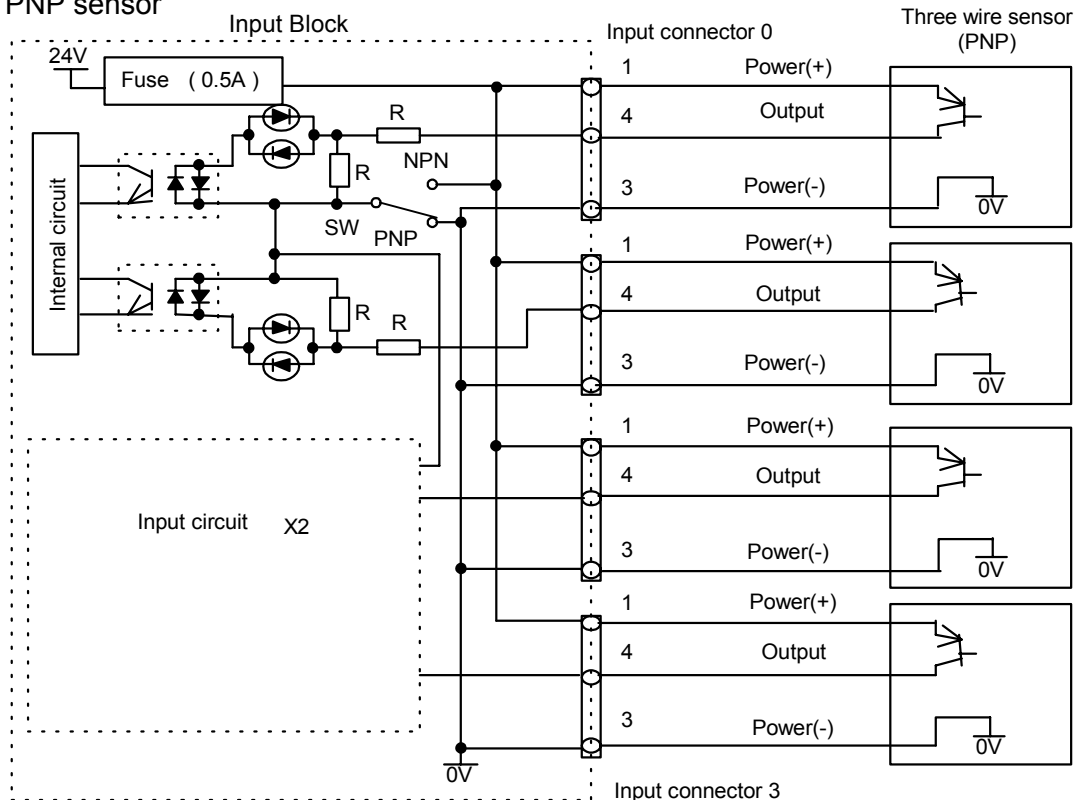 PNP sensor
Input Block
Input connector 0
Three wire sensor
(PNP)
24V
Fuse ( 0.5A )
1 Power(+)
4 Output
R
R
NPN
3 Power(-)
0V
SW
PNP
Internal circuit
1 Power(+)
4 Output
R
R
3 Power(-)
0V
1 Power(+)
4 Output
Input circuit X2
3 Power(-)
0V
1 Power(+)
4 Output
3 Power(-)
0V
0V
Input connector 3